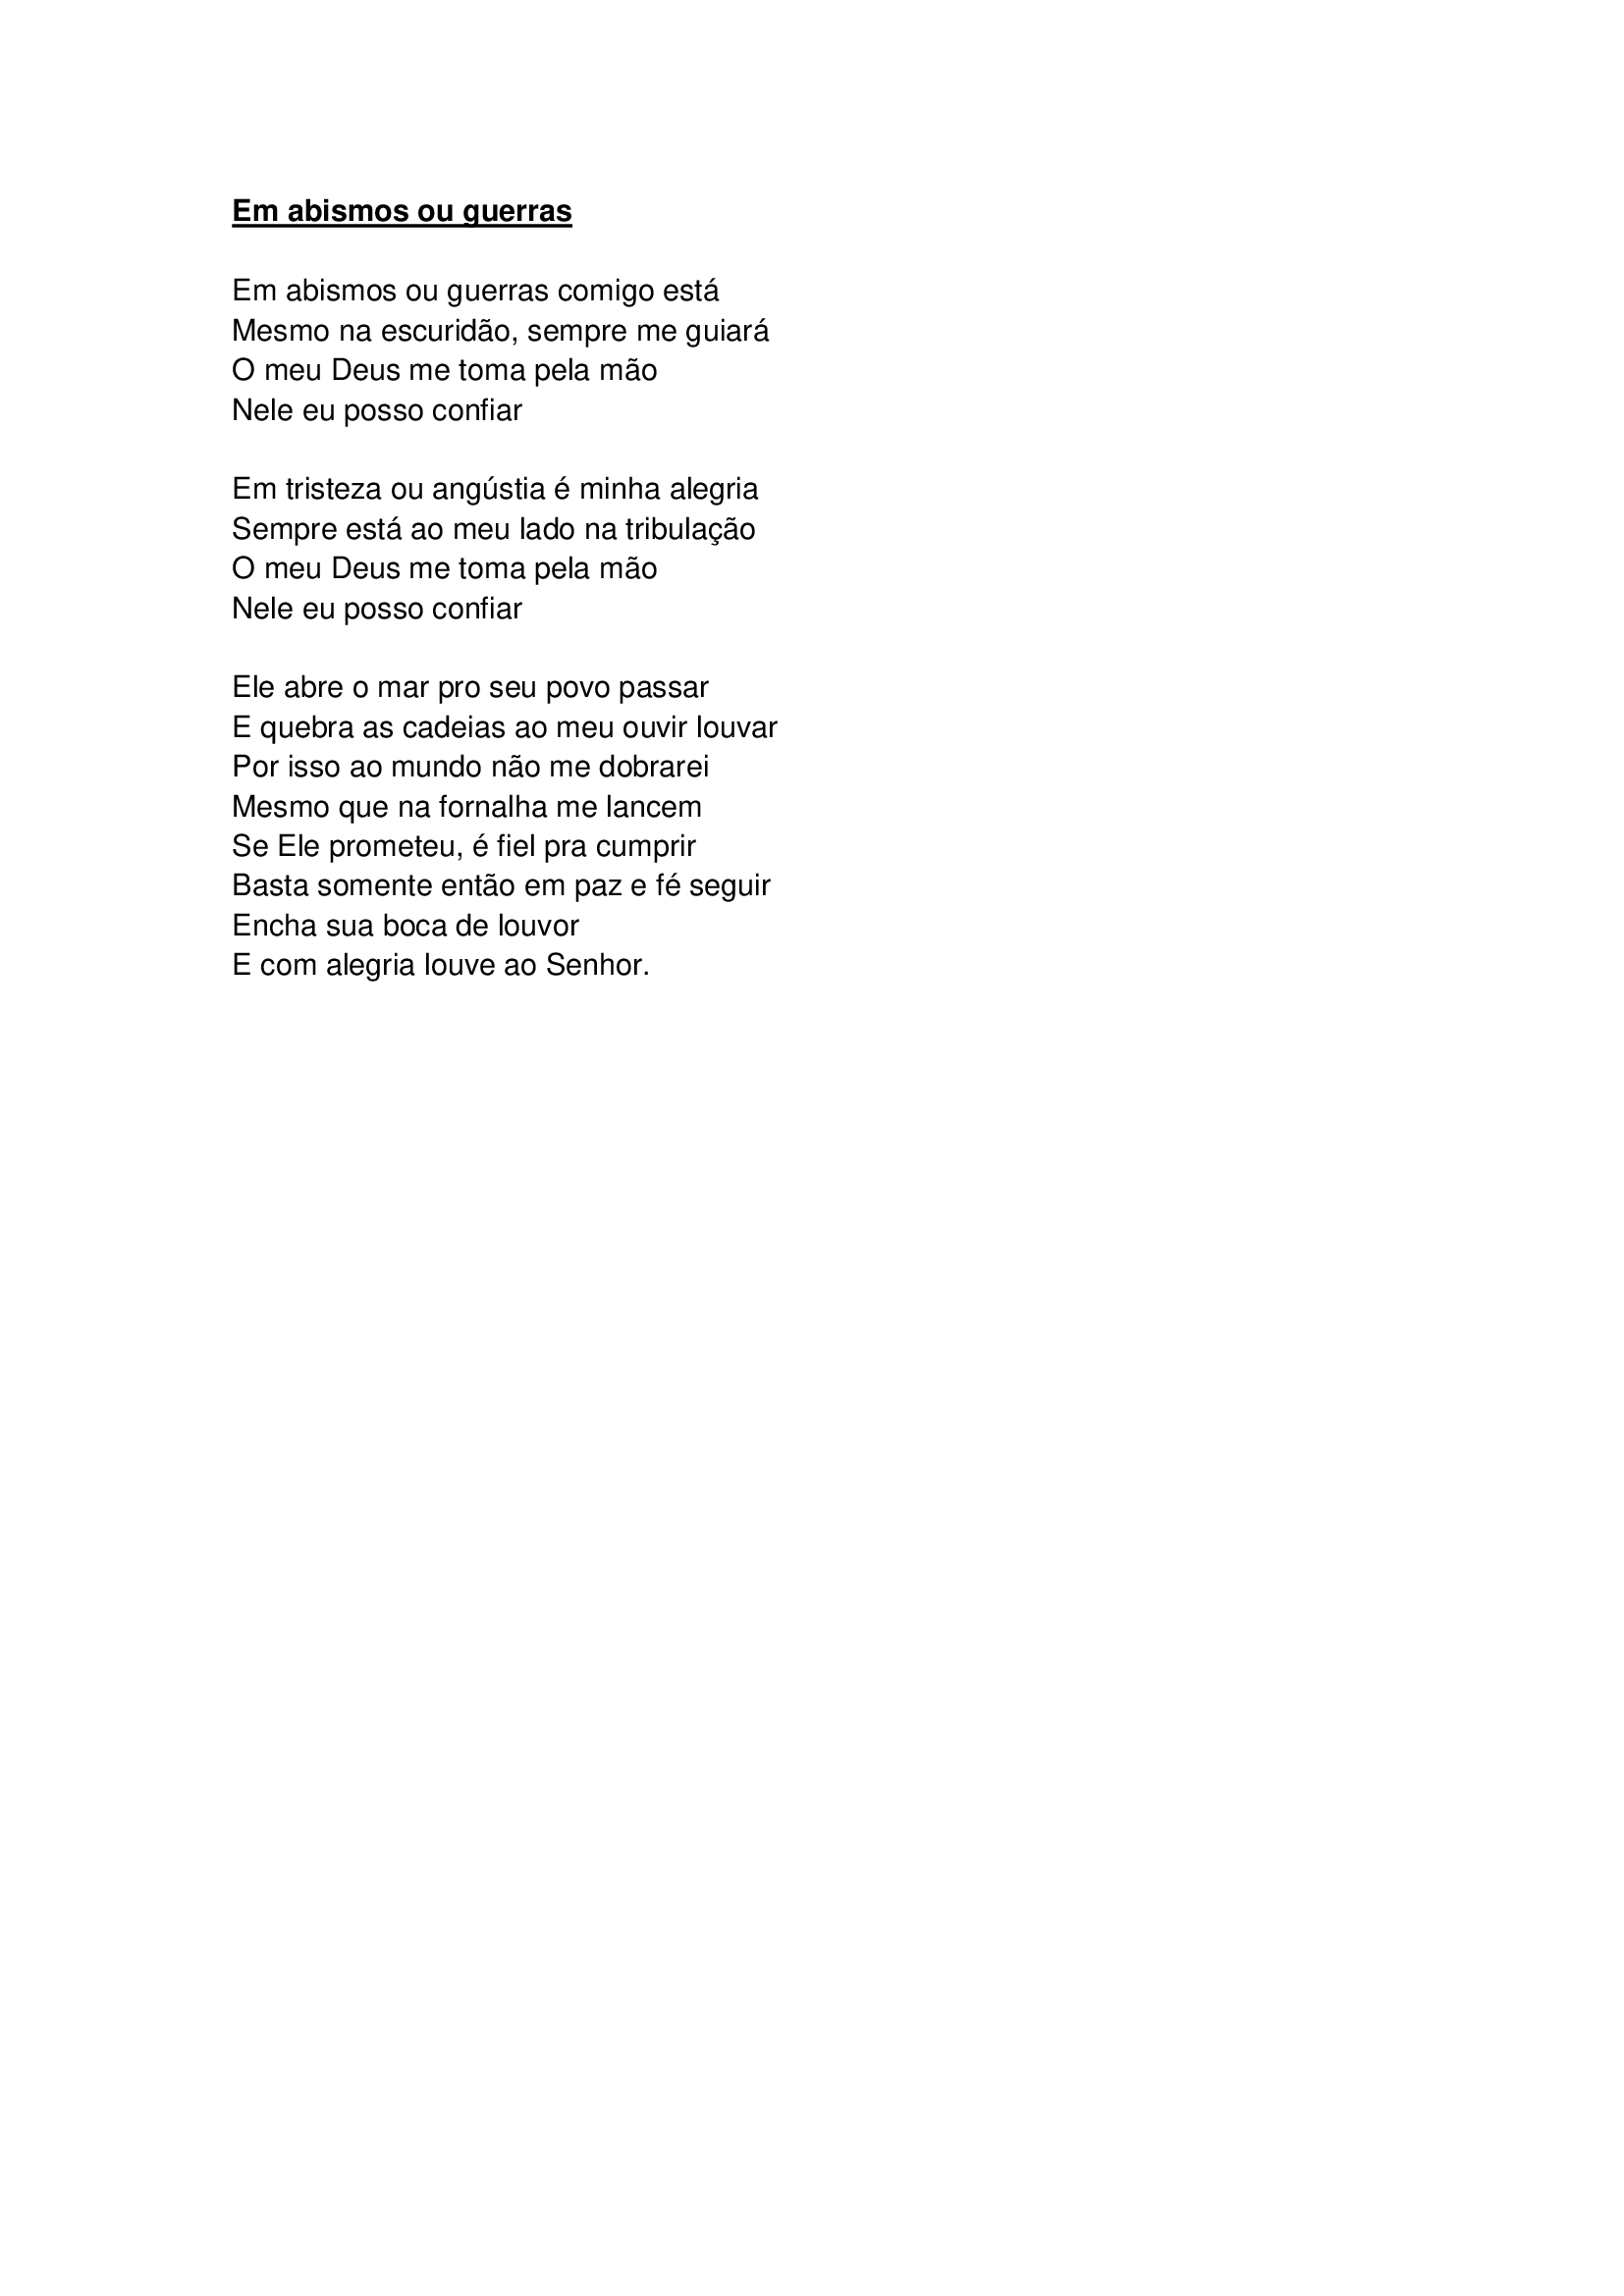 Em abismos ou guerras
Em abismos ou guerras comigo está
Mesmo na escuridão, sempre me guiará
O meu Deus me toma pela mão
Nele eu posso confiar
Em tristeza ou angústia é minha alegria
Sempre está ao meu lado na tribulação
O meu Deus me toma pela mão
Nele eu posso confiar
Ele abre o mar pro seu povo passar
E quebra as cadeias ao meu ouvir louvar
Por isso ao mundo não me dobrarei
Mesmo que na fornalha me lancem
Se Ele prometeu, é fiel pra cumprir
Basta somente então em paz e fé seguir
Encha sua boca de louvor
E com alegria louve ao Senhor.